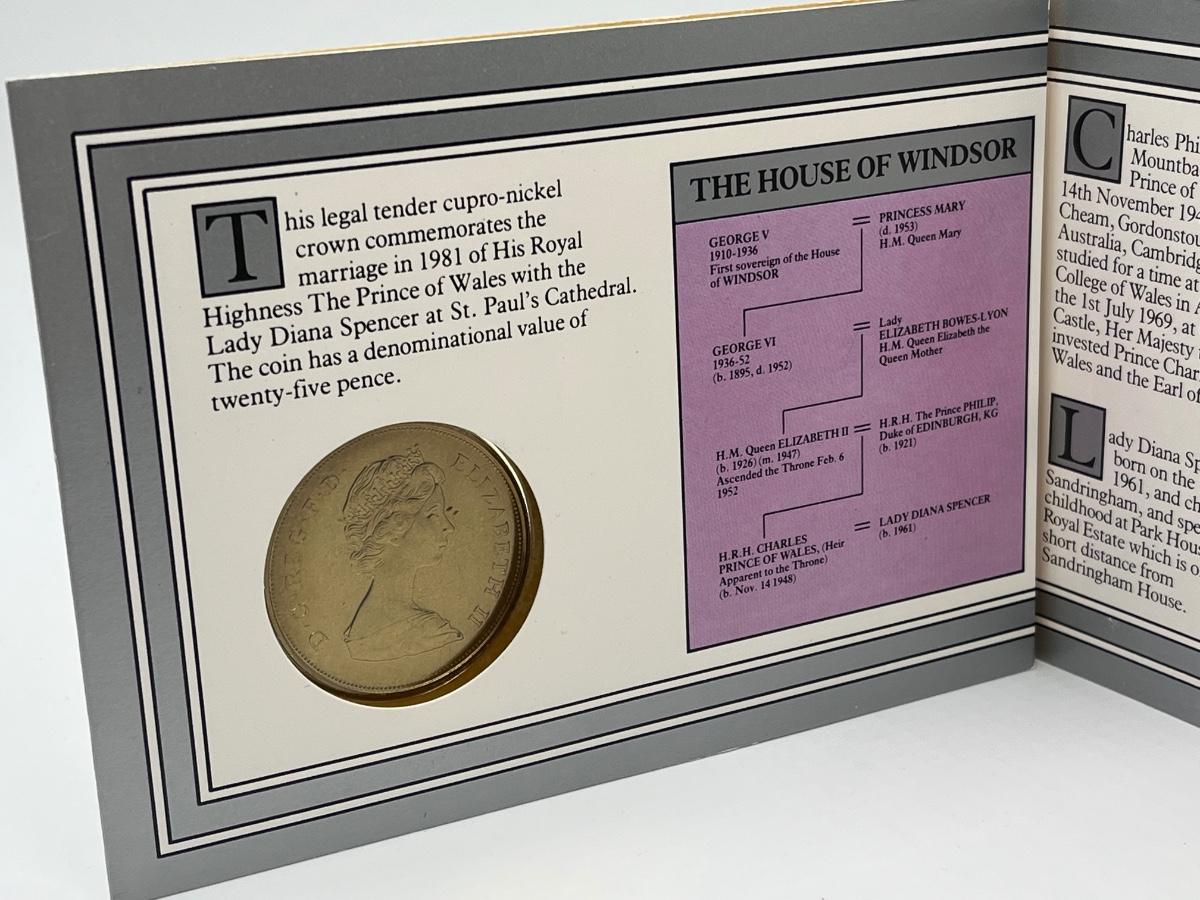 This legal tender cupro-nickel
crown commemorates the
marriage in 1981 of His Royal
Highness The Prince of Wales with the
Lady Diana Spencer at St. Paul's Cathedral.
The coin has a denominational value of
twenty-five pence.
D·G·REG·F·D
ELIZABETH II
THE HOUSE OF WINDSOR
GEORGE V
1910-1936
First sovereign of the House
of WINDSOR
= PRINCESS MARY
(d. 1953)
H.M. Queen Mary
GEORGE VI
1936-52
(b. 1895, d. 1952)
= Lady
ELIZABETH BOWES-LYON
H.M. Queen Elizabeth the
Queen Mother
H.M. Queen ELIZABETH II
(b. 1926) (m. 1947)
Ascended the Throne Feb. 6
1952
= H.R.H. The Prince PHILIP,
Duke of EDINBURGH, KG
(b. 1921)
H.R.H. CHARLES
PRINCE OF WALES, (Heir
Apparent to the Throne)
(b. Nov. 14 1948)
= LADY DIANA SPENCER
(b. 1961)
Charles Phi
Mountba
Prince of
14th November 19
Cheam, Gordonsto
Australia, Cambridg
studied for a time at
College of Wales in A
the 1st July 1969, at
Castle, Her Majesty
invested Prince Char
Wales and the Earl of
Lady Diana Sp
born on the
1961, and ch
Sandringham, and spe
childhood at Park Hous
Royal Estate which is o
short distance from
Sandringham House.